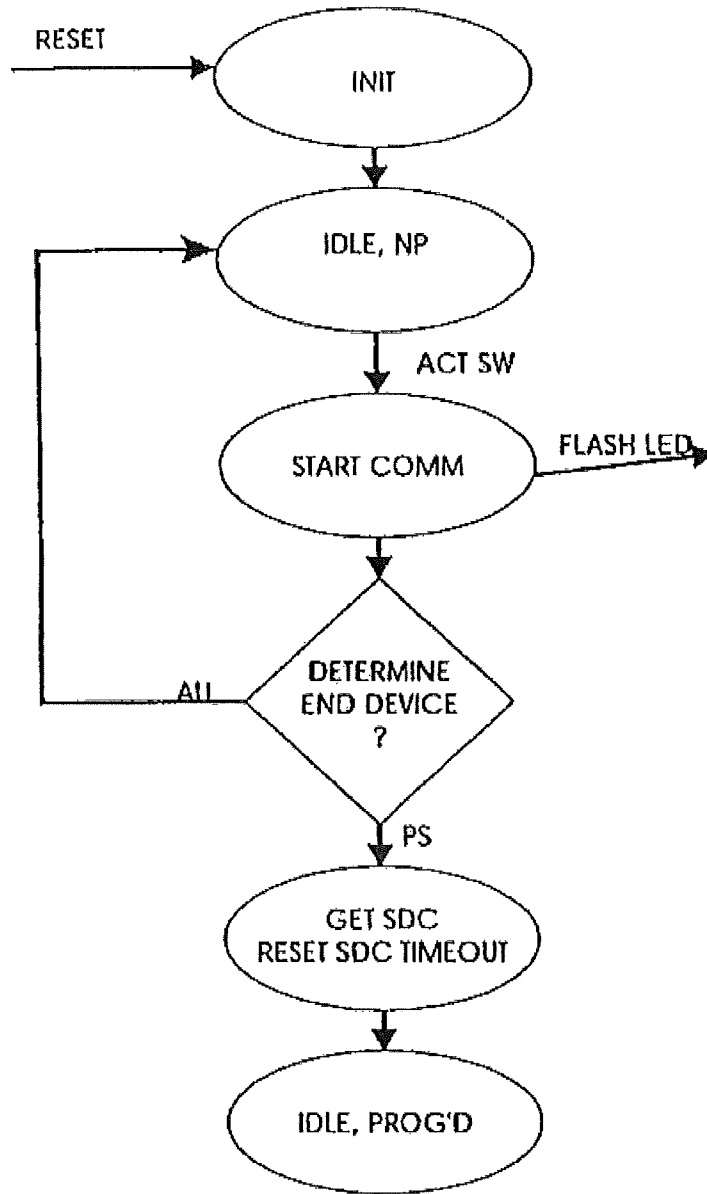 RESET
INIT
IDLE, NP
ACT SW
START COMM
FLASH LED
DETERMINE
END DEVICE
?
AU
PS
GET SDC
RESET SDC TIMEOUT
IDLE, PROG'D